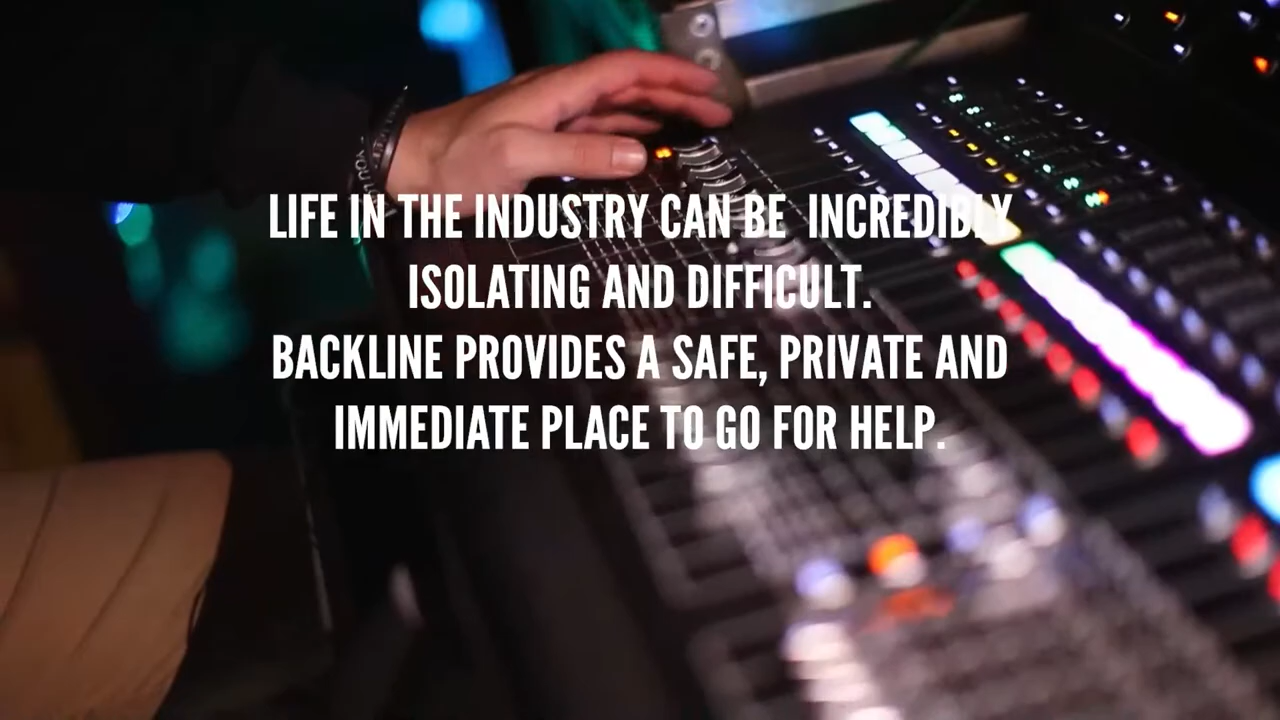 LIFE IN THE INDUSTRY CAN BE  INCREDIBLY
ISOLATING AND DIFFICULT.
BACKLINE PROVIDES A SAFE, PRIVATE AND
IMMEDIATE PLACE TO GO FOR HELP.